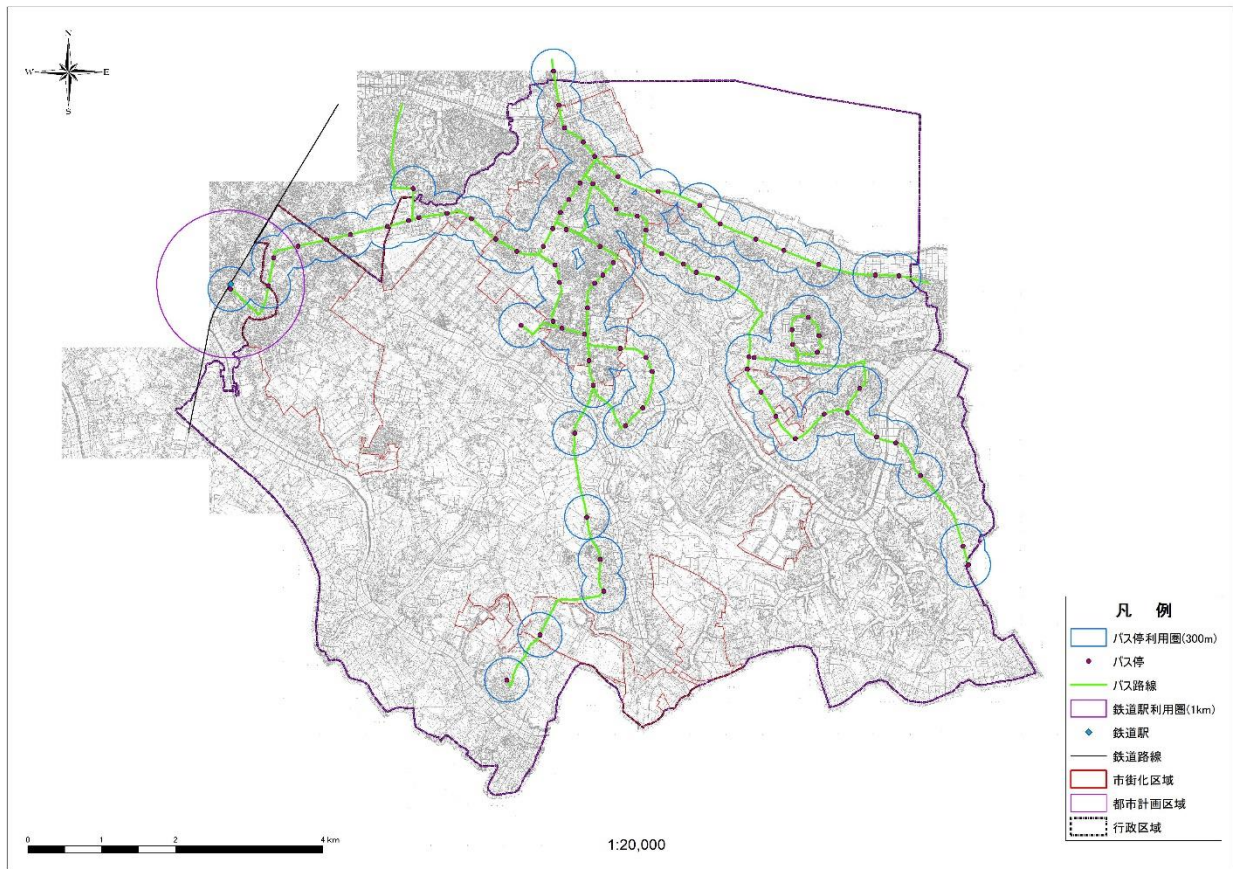 N
W
E
S
凡 例
バス停利用圏(300m)
バス停
バス路線
鉄道駅利用圏(1km)
鉄道駅
鉄道路線
市街化区域
都市計画区域
行政区域
0 1 2 4 km
1:20,000